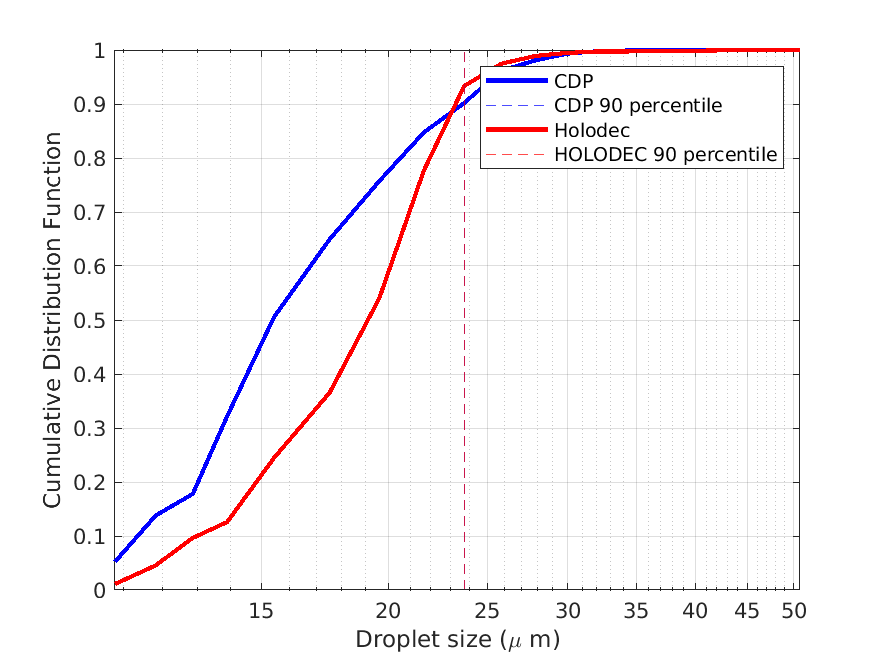 1
0.9
0.8
0.7
0.6
0.5
0.4
0.3
0.2
0.1
0
Cumulative Distribution Function
CDP
CDP 90 percentile
Holodec
HOLODEC 90 percentile
15 20 25 30 35 40 45 50
Droplet size (μ m)